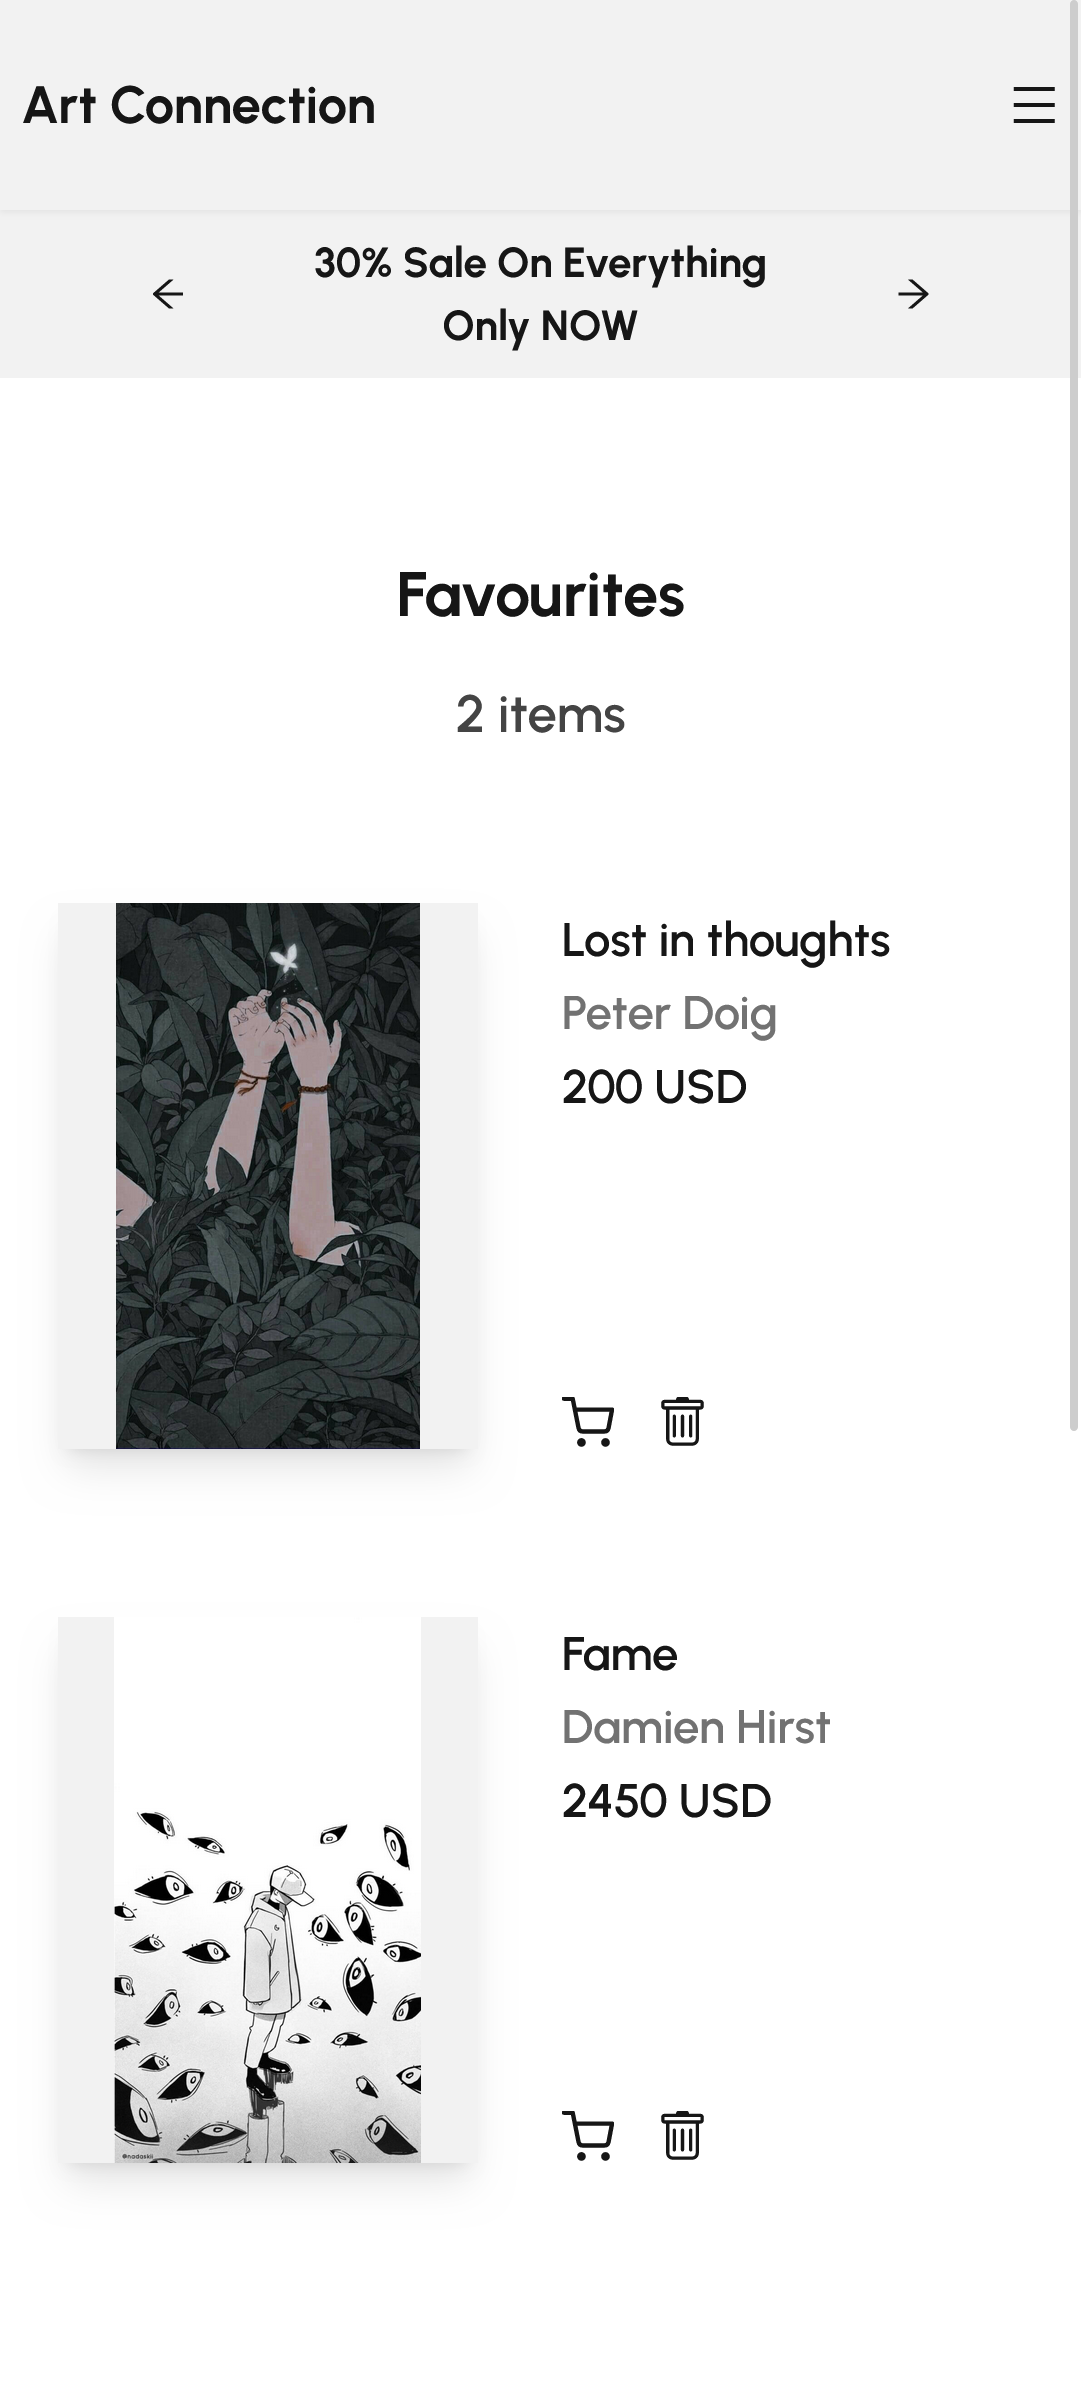 Art Connection
30% Sale On Everything
Only NOW
Favourites
2 items
Lost in thoughts
Peter Doig
200 USD
Fame
Damien Hirst
2450 USD
@nadaskii